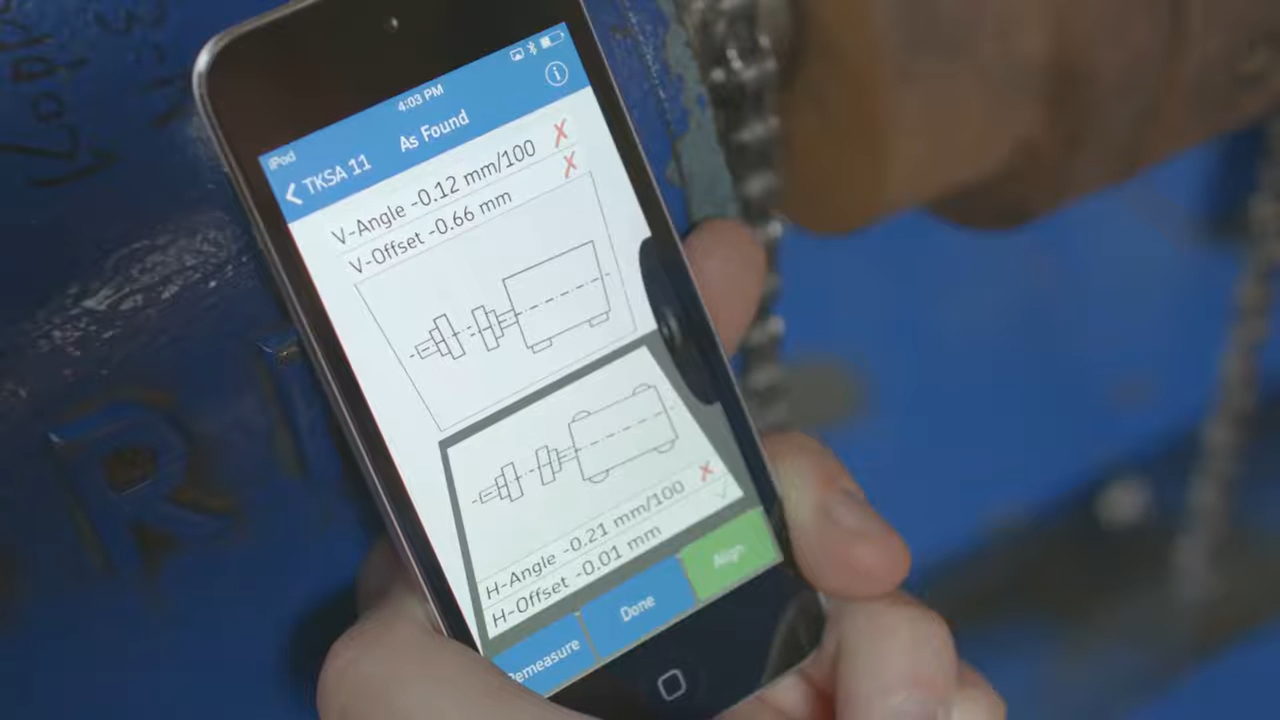 iPod
4:03 PM
TKSA 11
As Found
V-Angle -0.12 mm/100
V-Offset -0.66 mm
H-Angle -0.21 mm/100
H-Offset -0.01 mm
Remeasure
Done
Align
R